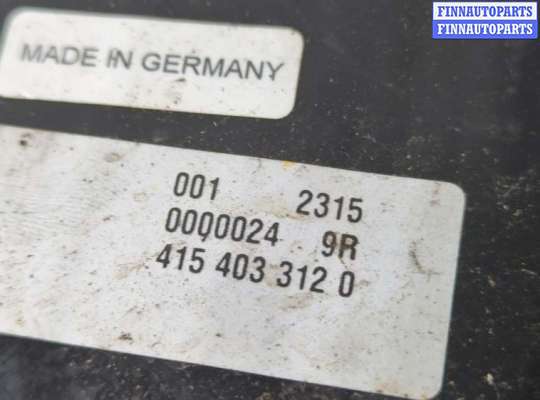 FINNAUTOPARTS
FINNAUTOPARTS
MADE IN GERMANY
001 2315
0000024 9R
415 403 312 0